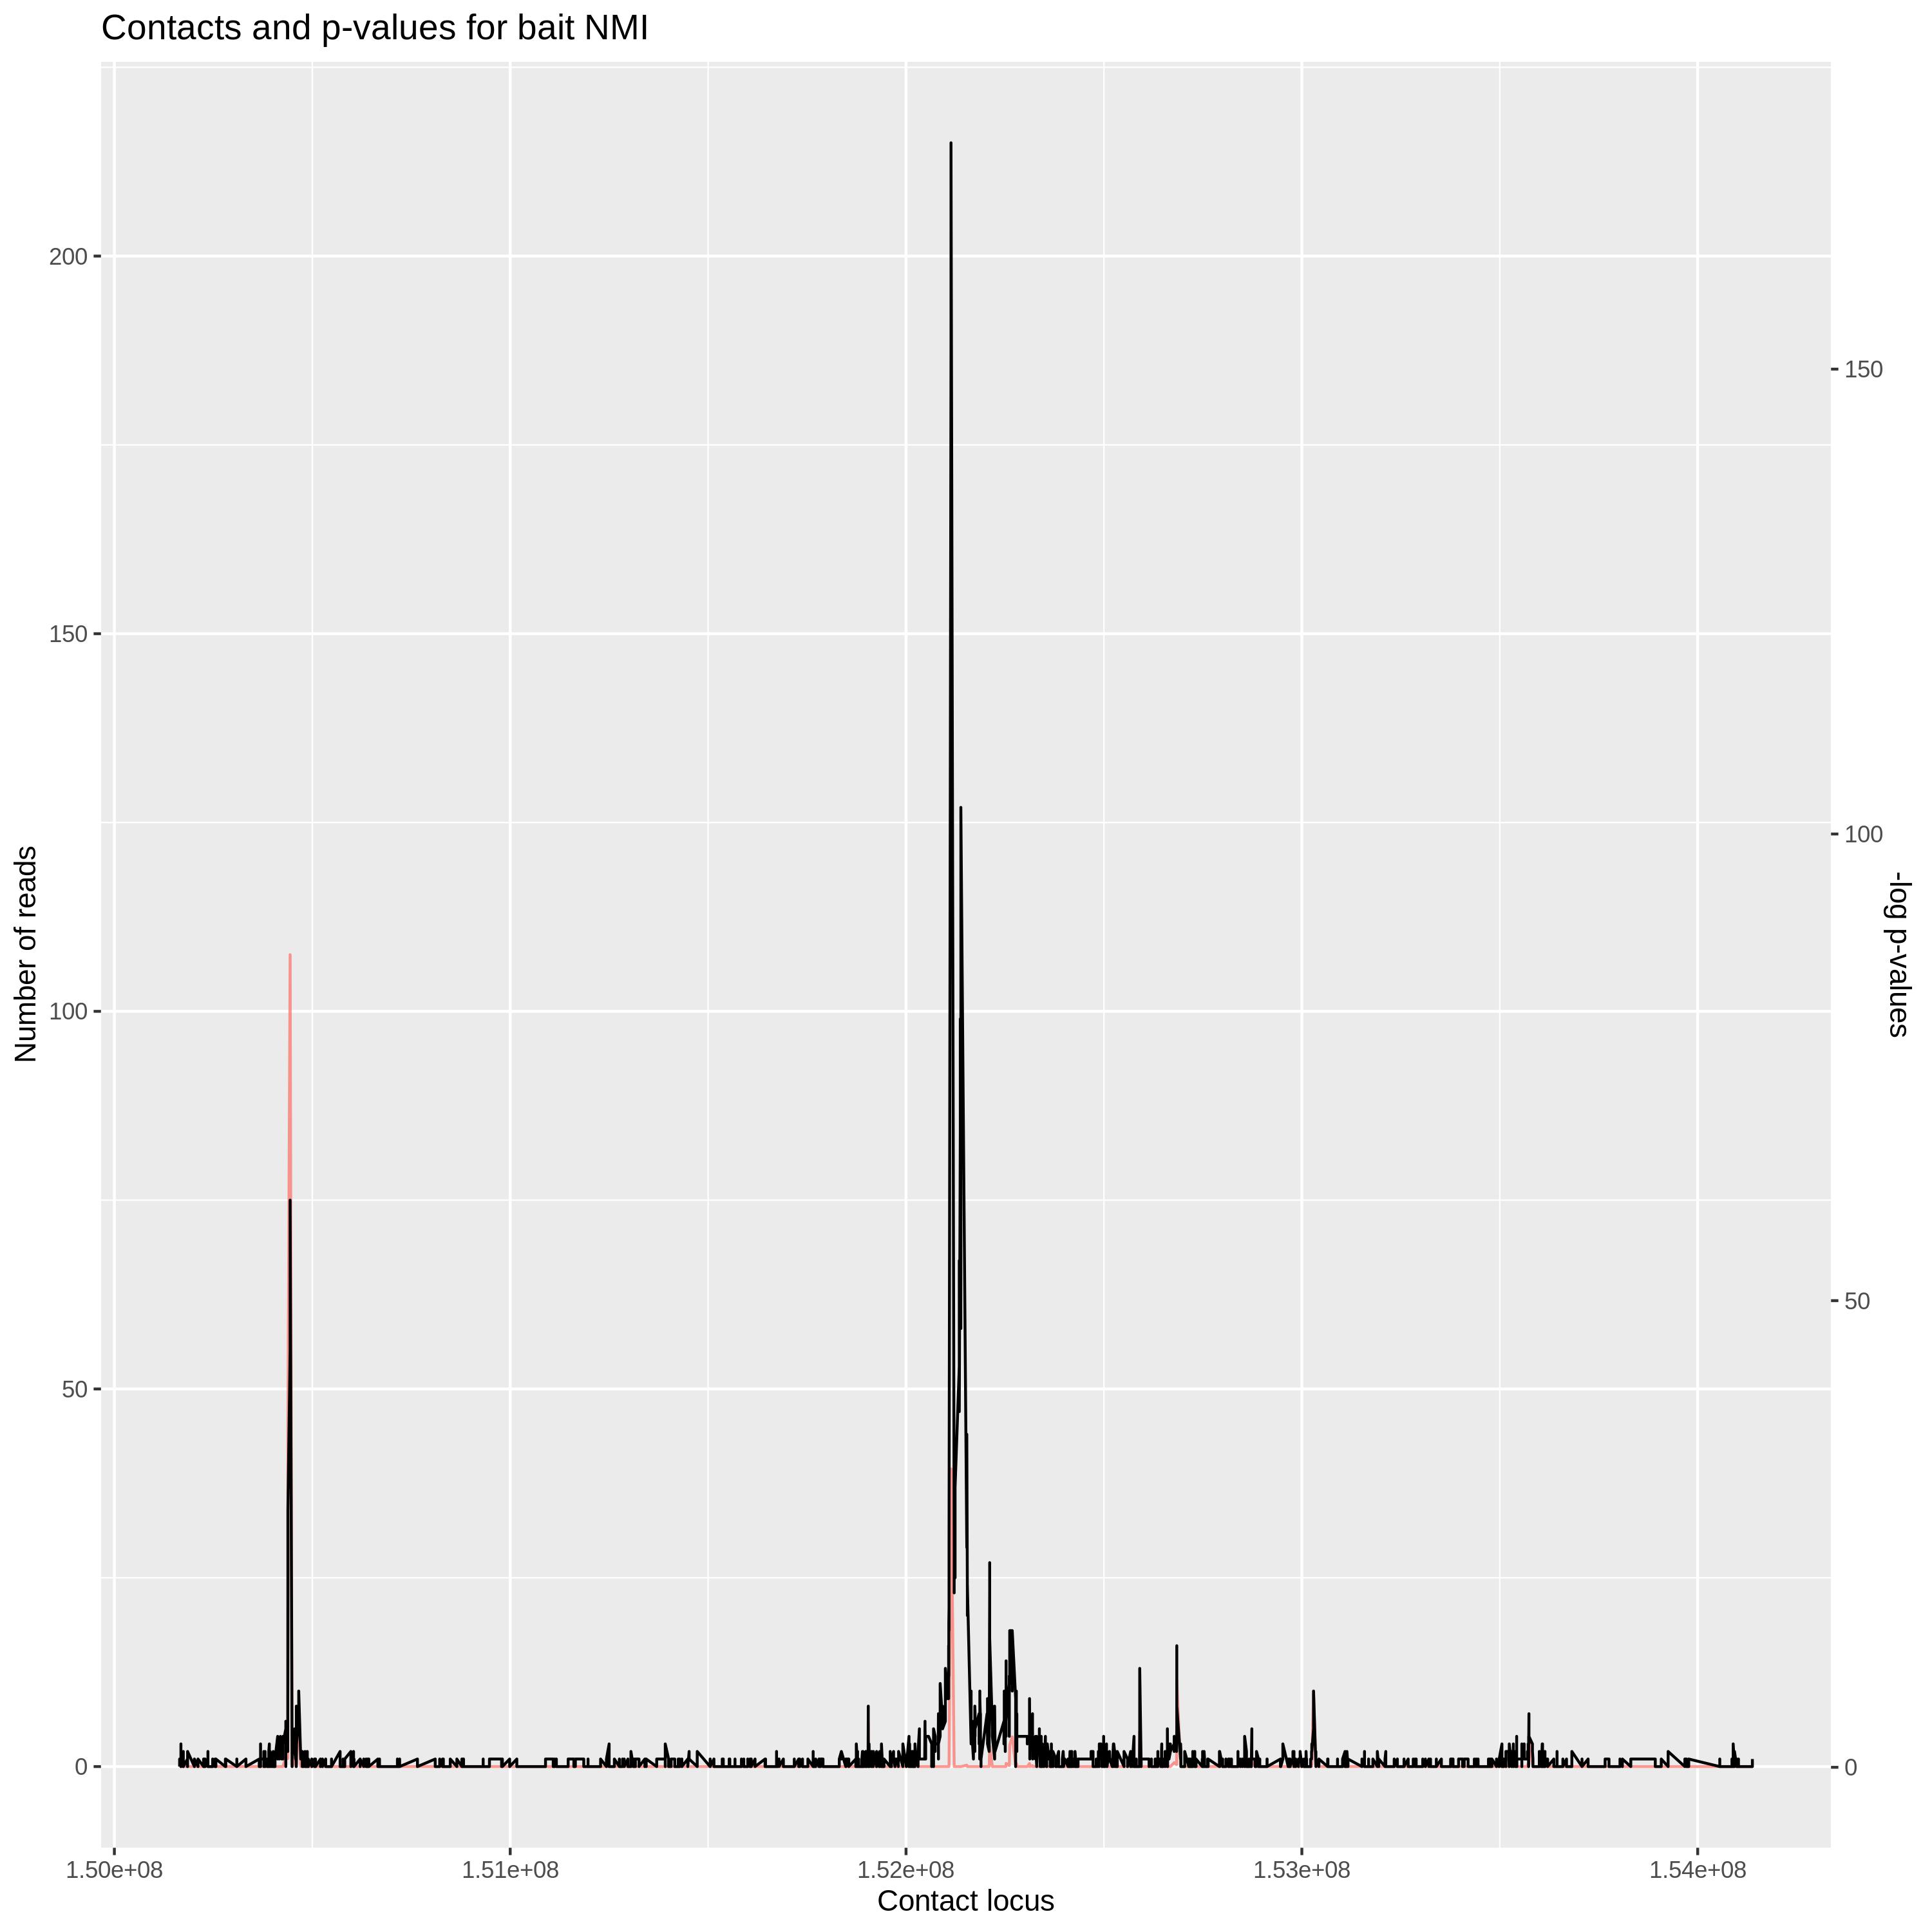 Contacts and p-values for bait NMI
Number of reads
200
150
100
50
0
150
100
50
0
-log p-values
1.50e+08 1.51e+08 1.52e+08 1.53e+08 1.54e+08
Contact locus